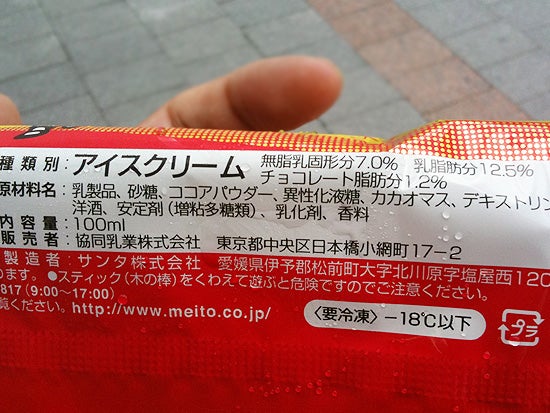 種類別:アイスクリーム 無脂乳固形分7.0% 乳脂肪分12.5%
チョコレート脂肪分1.2%
原材料名:乳製品、砂糖、ココアパウダー、異性化液糖、カカオマス、デキストリン
洋酒、安定剤(増粘多糖類)、乳化剤、香料
内容量:100ml
販売者:協同乳業株式会社 東京都中央区日本橋小網町17-2
製造者:サンタ株式会社 愛媛県伊予郡松前町大字北川原字塩屋西120
ます。●スティック(木の棒)をくわえて遊ぶと危険ですのでご注意ください。
817(9:00〜17:00)
覧ください。http://www.meito.co.jp/
〈要冷凍〉-18℃以下
プラ